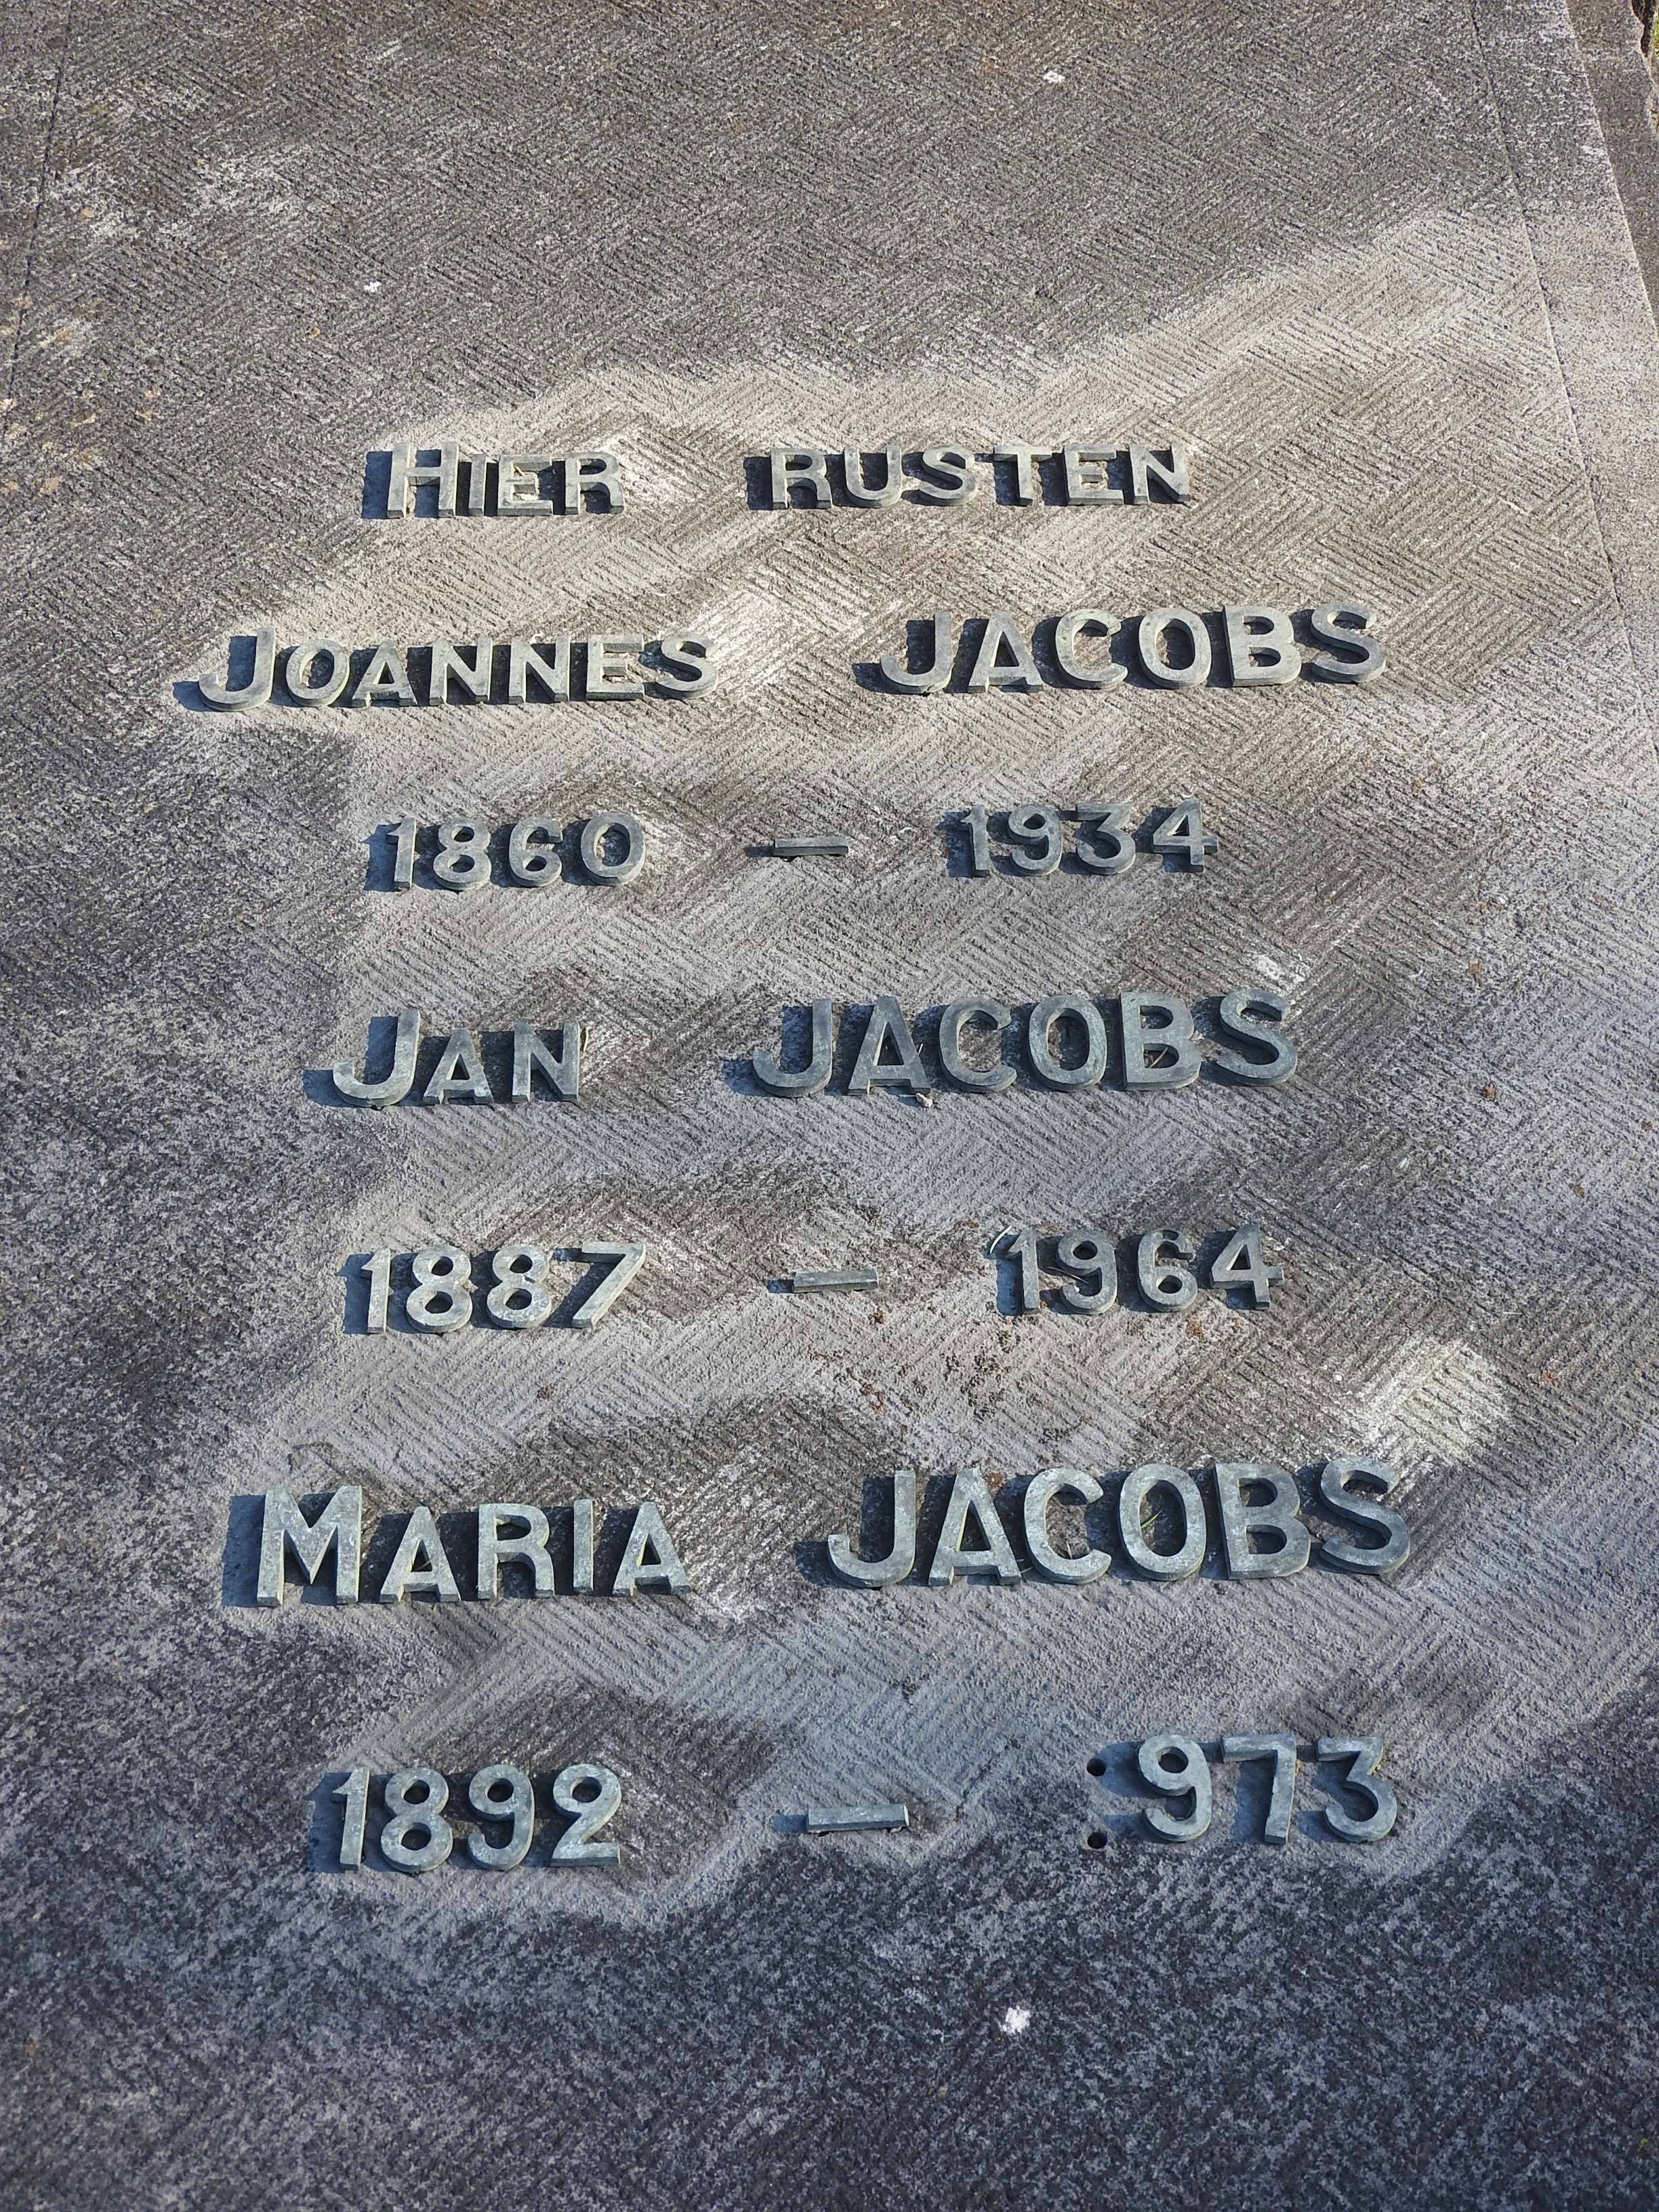 Hier rusten
Joannes JACOBS
1860 — 1934
Jan JACOBS
1887 — 1964
Maria JACOBS
1892 — 973